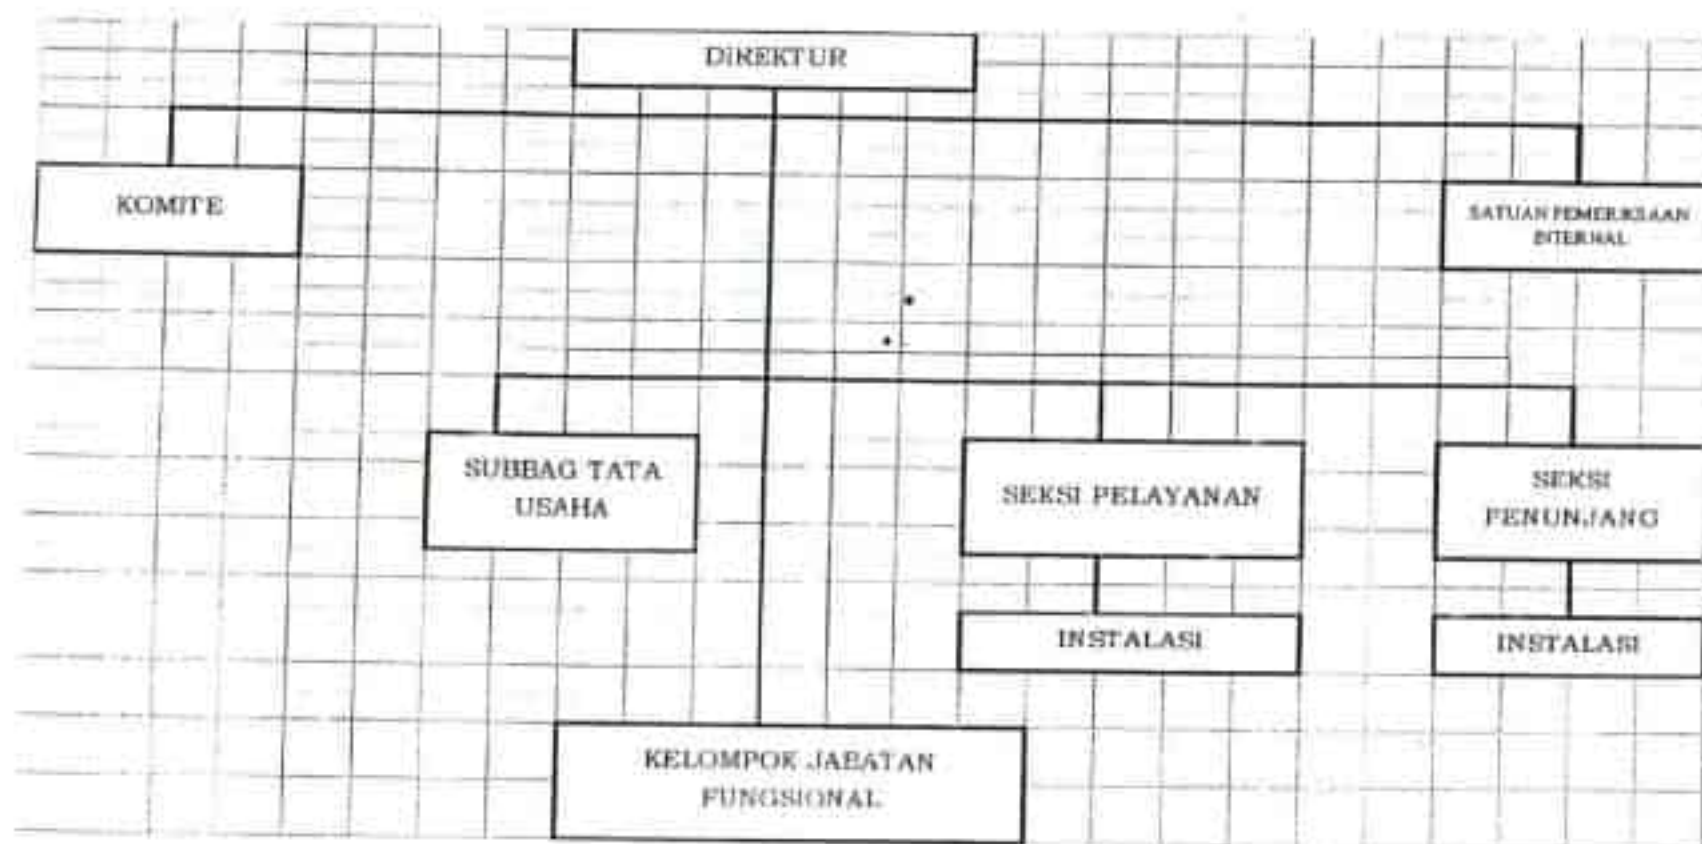 DIREKTUR
KOMITE
SATUAN PEMERIKSAAN
INTERNAL
SUBBAG TATA
USAHA
SEKSI PELAYANAN
SEKSI
PENUNJANG
INSTALASI
INSTALASI
KELOMPOK JABATAN
FUNGSIONAL